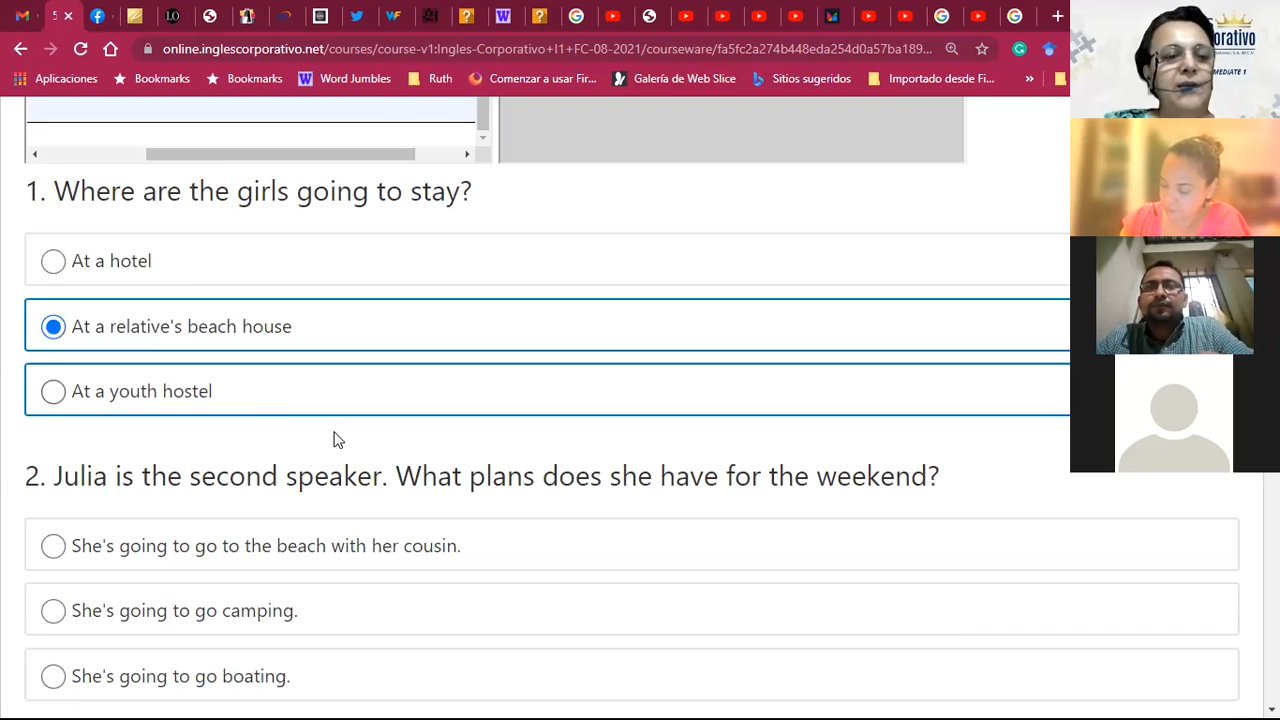 5
online.inglescorporativo.net/courses/course-v1:Ingles-Corporativo+I1+FC-08-2021/courseware/fa5fc2a274b448eda254d0a57ba189...
Aplicaciones
Bookmarks
Bookmarks
Word Jumbles
Ruth
Comenzar a usar Fir...
Galería de Web Slice
Sitios sugeridos
Importado desde Fi...
»
orativo
MEDIATE 1
1. Where are the girls going to stay?
At a hotel
At a relative's beach house
At a youth hostel
2. Julia is the second speaker. What plans does she have for the weekend?
She's going to go to the beach with her cousin.
She's going to go camping.
She's going to go boating.